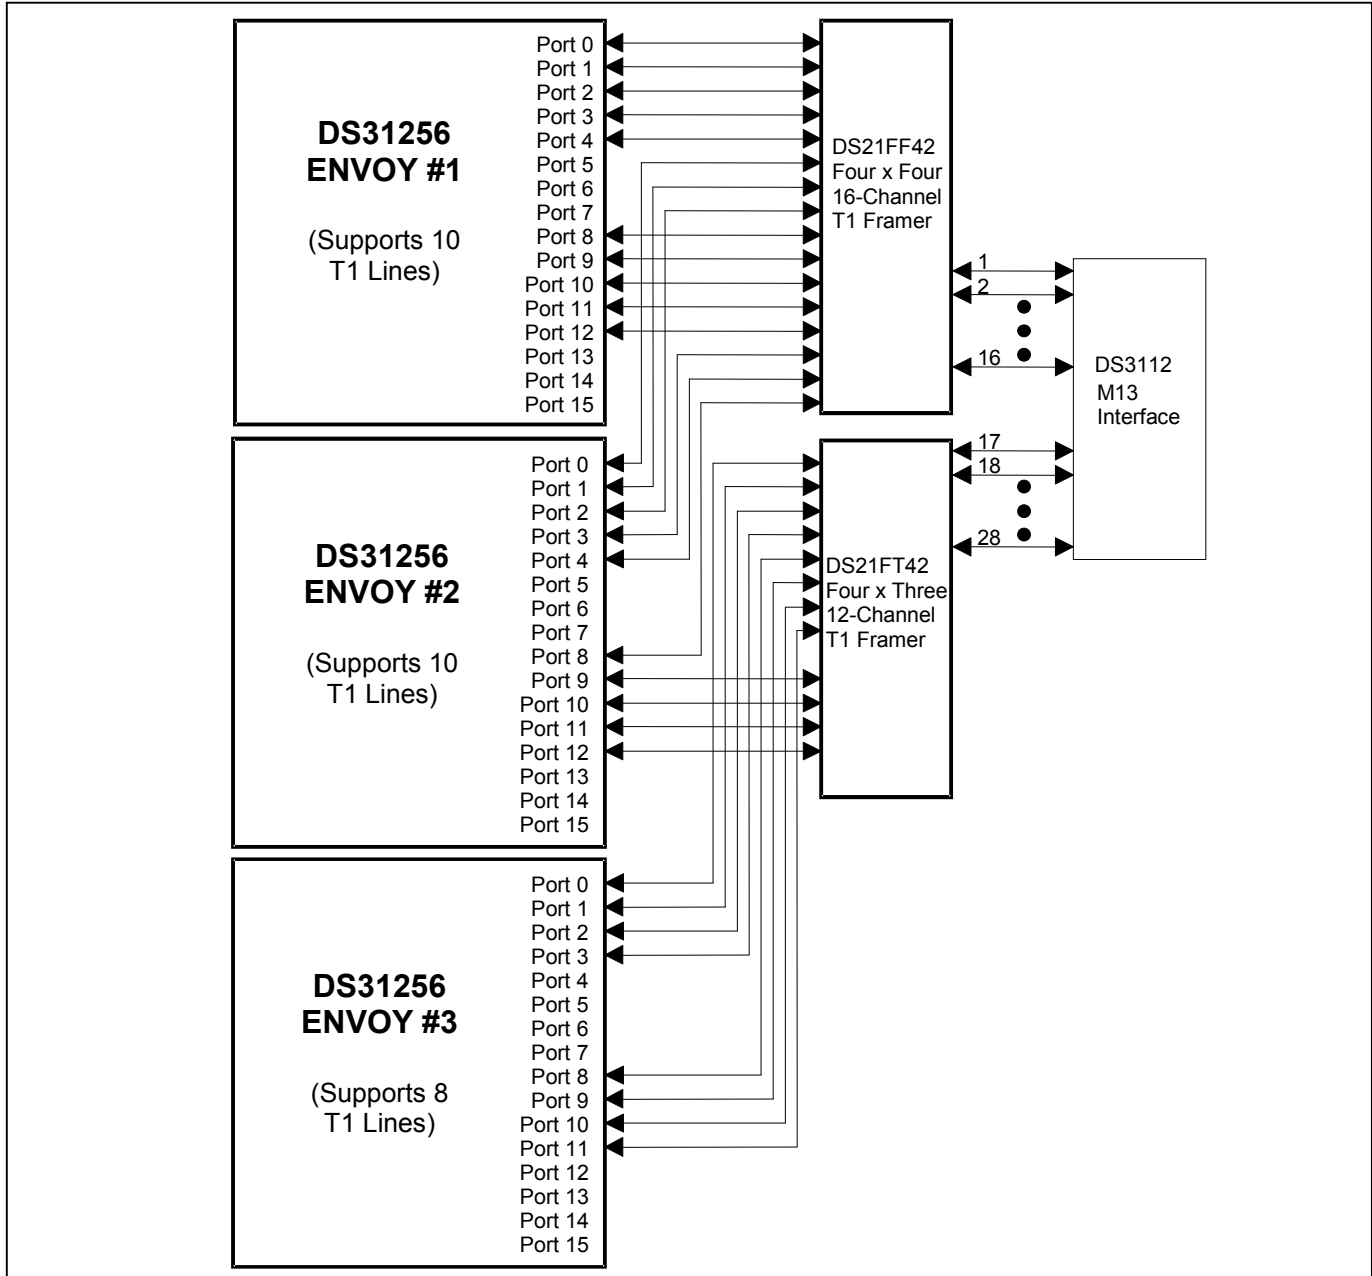 DS31256
ENVOY #1
(Supports 10
T1 Lines)
Port 0
Port 1
Port 2
Port 3
Port 4
Port 5
Port 6
Port 7
Port 8
Port 9
Port 10
Port 11
Port 12
Port 13
Port 14
Port 15
DS21FF42
Four x Four
16-Channel
T1 Framer
1
2
16
DS3112
M13
Interface
17
18
28
DS31256
ENVOY #2
(Supports 10
T1 Lines)
Port 0
Port 1
Port 2
Port 3
Port 4
Port 5
Port 6
Port 7
Port 8
Port 9
Port 10
Port 11
Port 12
Port 13
Port 14
Port 15
DS21FT42
Four x Three
12-Channel
T1 Framer
DS31256
ENVOY #3
(Supports 8
T1 Lines)
Port 0
Port 1
Port 2
Port 3
Port 4
Port 5
Port 6
Port 7
Port 8
Port 9
Port 10
Port 11
Port 12
Port 13
Port 14
Port 15